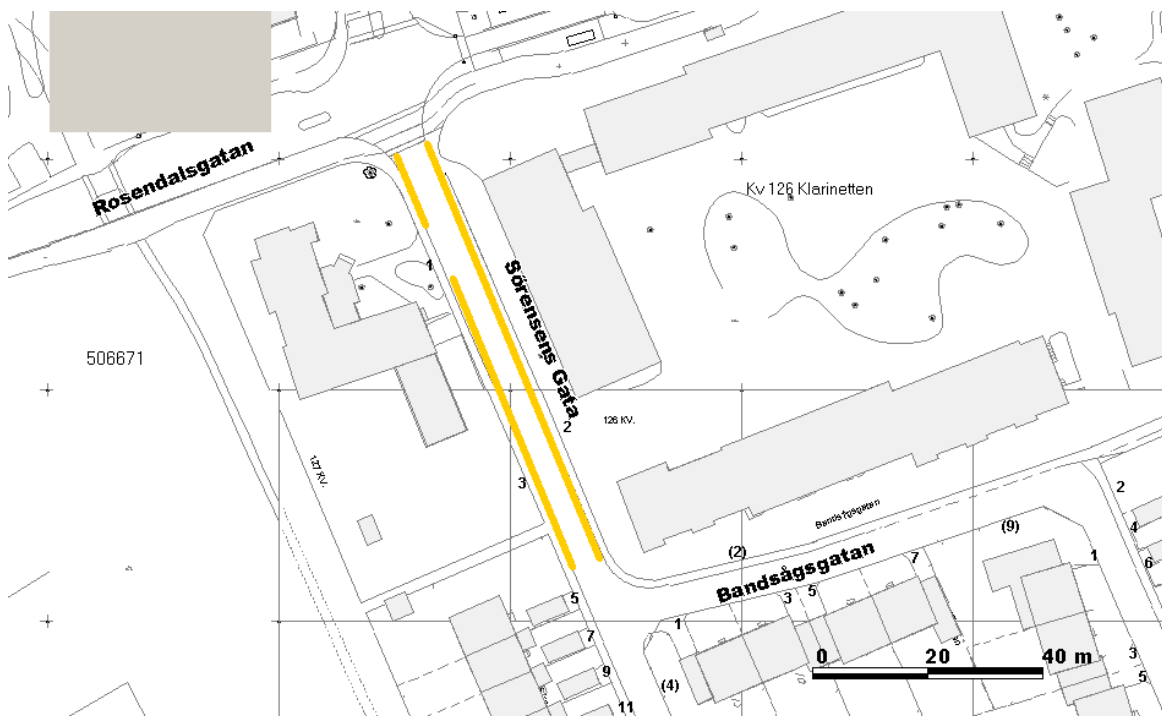 Rosendalsgatan
Kv 126 Klarinetten
1
Sörensens Gata
506671
2
126 KV.
127 KV.
3
2
Bandsågsgatan
(2)
(9)
4
Bandsågsgatan
7
1
6
5
3
5
1
7
0 20 40 m
3
9
(4)
5
11